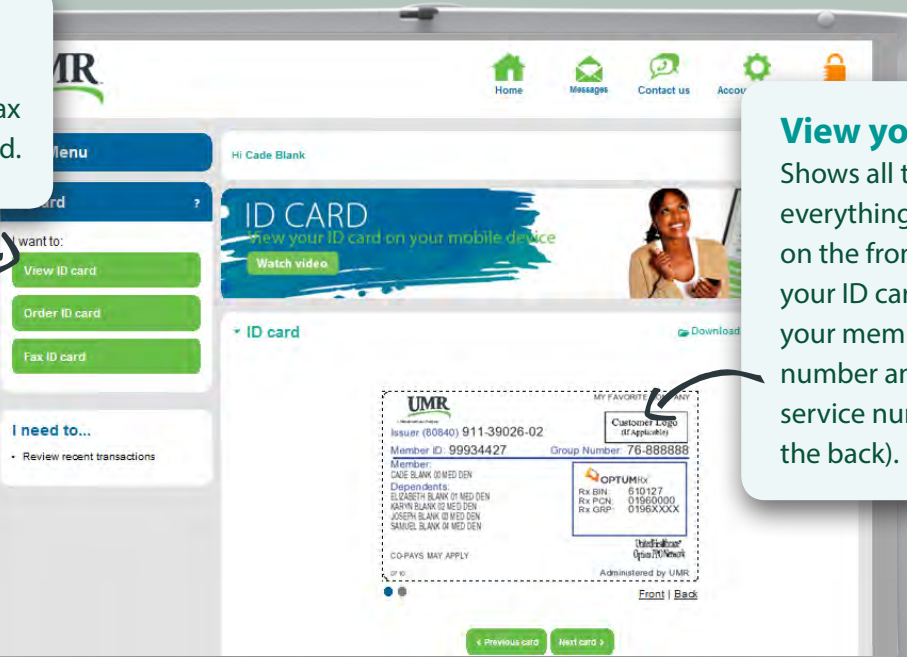 ax
d.
UMR
Home
Messages
Contact us
Menu
Hi Cade Blank
?
I want to:
View ID card
Order ID card
Fax ID card
I need to...
• Review recent transactions
ID CARD
View your ID card on your mobile device
Watch video
ID card
Download
UMR
MY FAVORITE COMPANY
Customer Logo
(If Applicable)
Issuer (80840) 911-39026-02
Member ID: 99934427 Group Number: 76-888888
Member:
CADE BLANK 00 MED DEN
Dependents:
ELIZABETH BLANK 01 MED DEN
KARYN BLANK 02 MED DEN
JOSEPH BLANK 03 MED DEN
SAMUEL BLANK 04 MED DEN
OPTUMRx
Rx BIN: 610127
Rx PCN: 01960000
Rx GRP: 0196XXXX
UnitedHealthcare
Options PPO Network
CO-PAYS MAY APPLY
Administered by UMR
Front | Back
< Previous card
Next card >
View yo
Shows all t
everything
on the fron
your ID car
your mem
number an
service nu
the back).